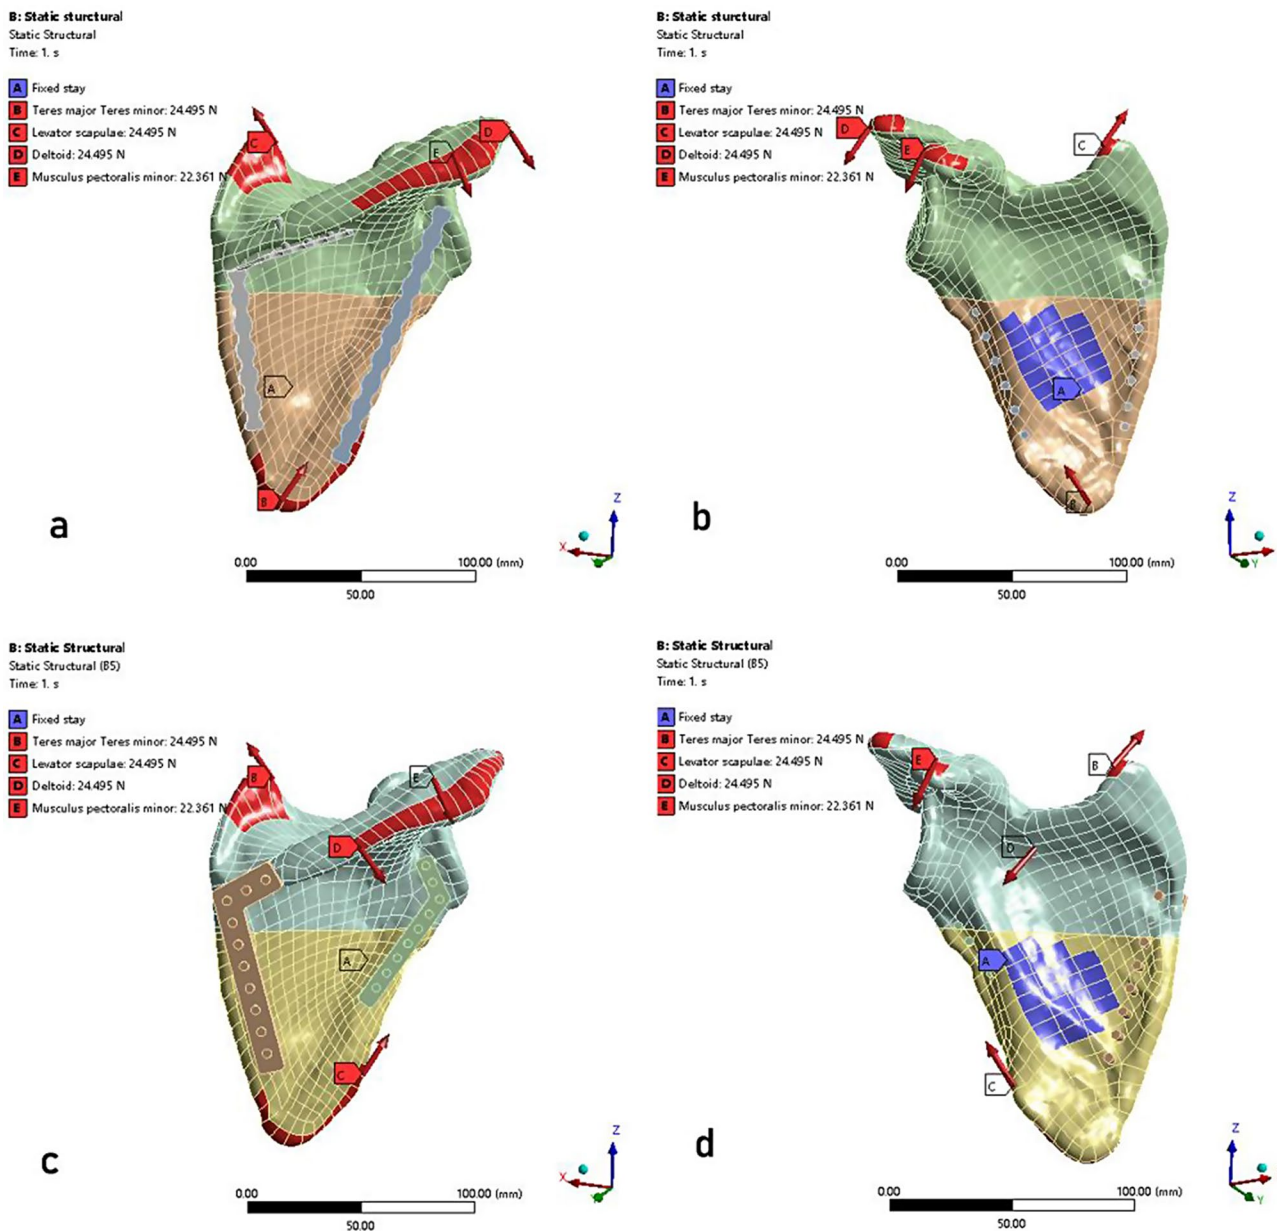 B: Static sturctural
Static Structural
Time: 1. s
A Fixed stay
B Teres major Teres minor: 24.495 N
C Levator scapulae: 24.495 N
D Deltoid: 24.495 N
E Musculus pectoralis minor: 22.361 N
C
D
E
A
B
a
Z
X
Y
0.00 100.00 (mm)
50.00
B: Static sturctural
Static Structural
Time: 1. s
A Fixed stay
B Teres major Teres minor: 24.495 N
C Levator scapulae: 24.495 N
D Deltoid: 24.495 N
E Musculus pectoralis minor: 22.361 N
D
E
C
A
B
b
Z
Y
0.00 100.00 (mm)
50.00
B: Static Structural
Static Structural (B5)
Time: 1. s
A Fixed stay
B Teres major Teres minor: 24.495 N
C Levator scapulae: 24.495 N
D Deltoid: 24.495 N
E Musculus pectoralis minor: 22.361 N
B
E
D
A
C
c
Z
X
Y
0.00 100.00 (mm)
50.00
B: Static Structural
Static Structural (B5)
Time: 1. s
A Fixed stay
B Teres major Teres minor: 24.495 N
C Levator scapulae: 24.495 N
D Deltoid: 24.495 N
E Musculus pectoralis minor: 22.361 N
E
B
D
A
C
d
Z
Y
0.00 100.00 (mm)
50.00